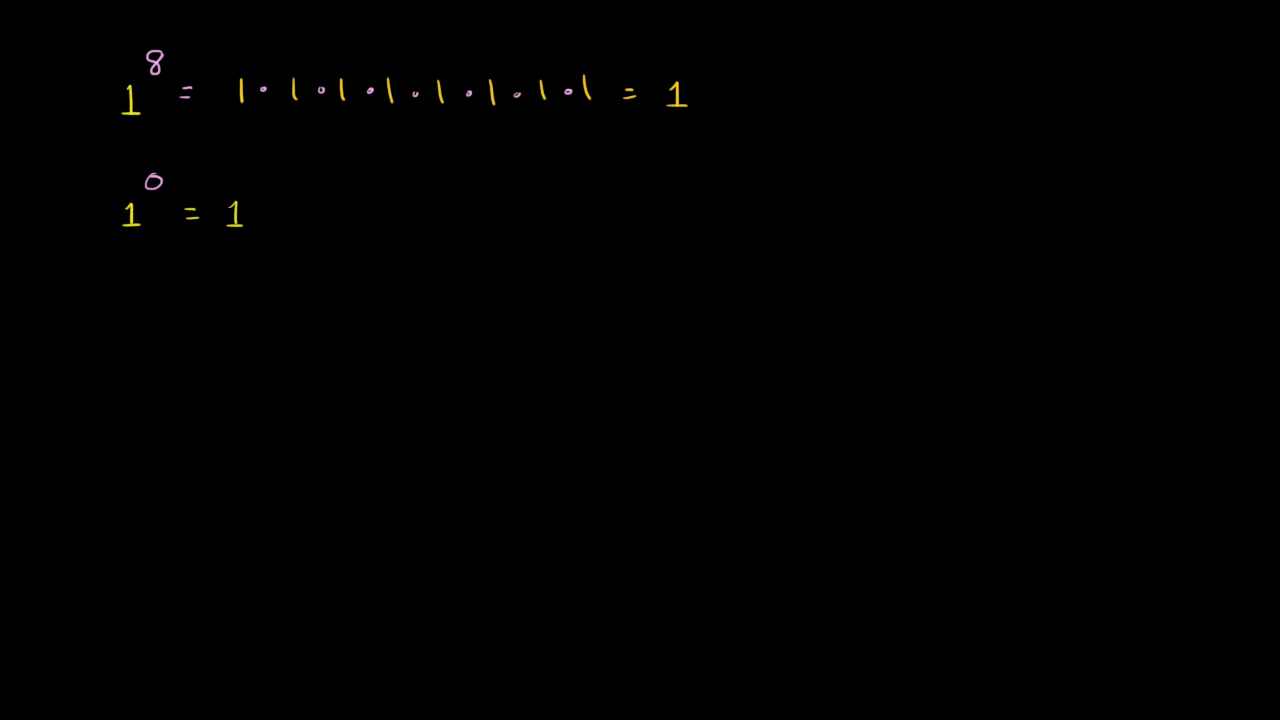 1⁸ = 1 · 1 · 1 · 1 · 1 · 1 · 1 · 1 = 1
1⁰ = 1